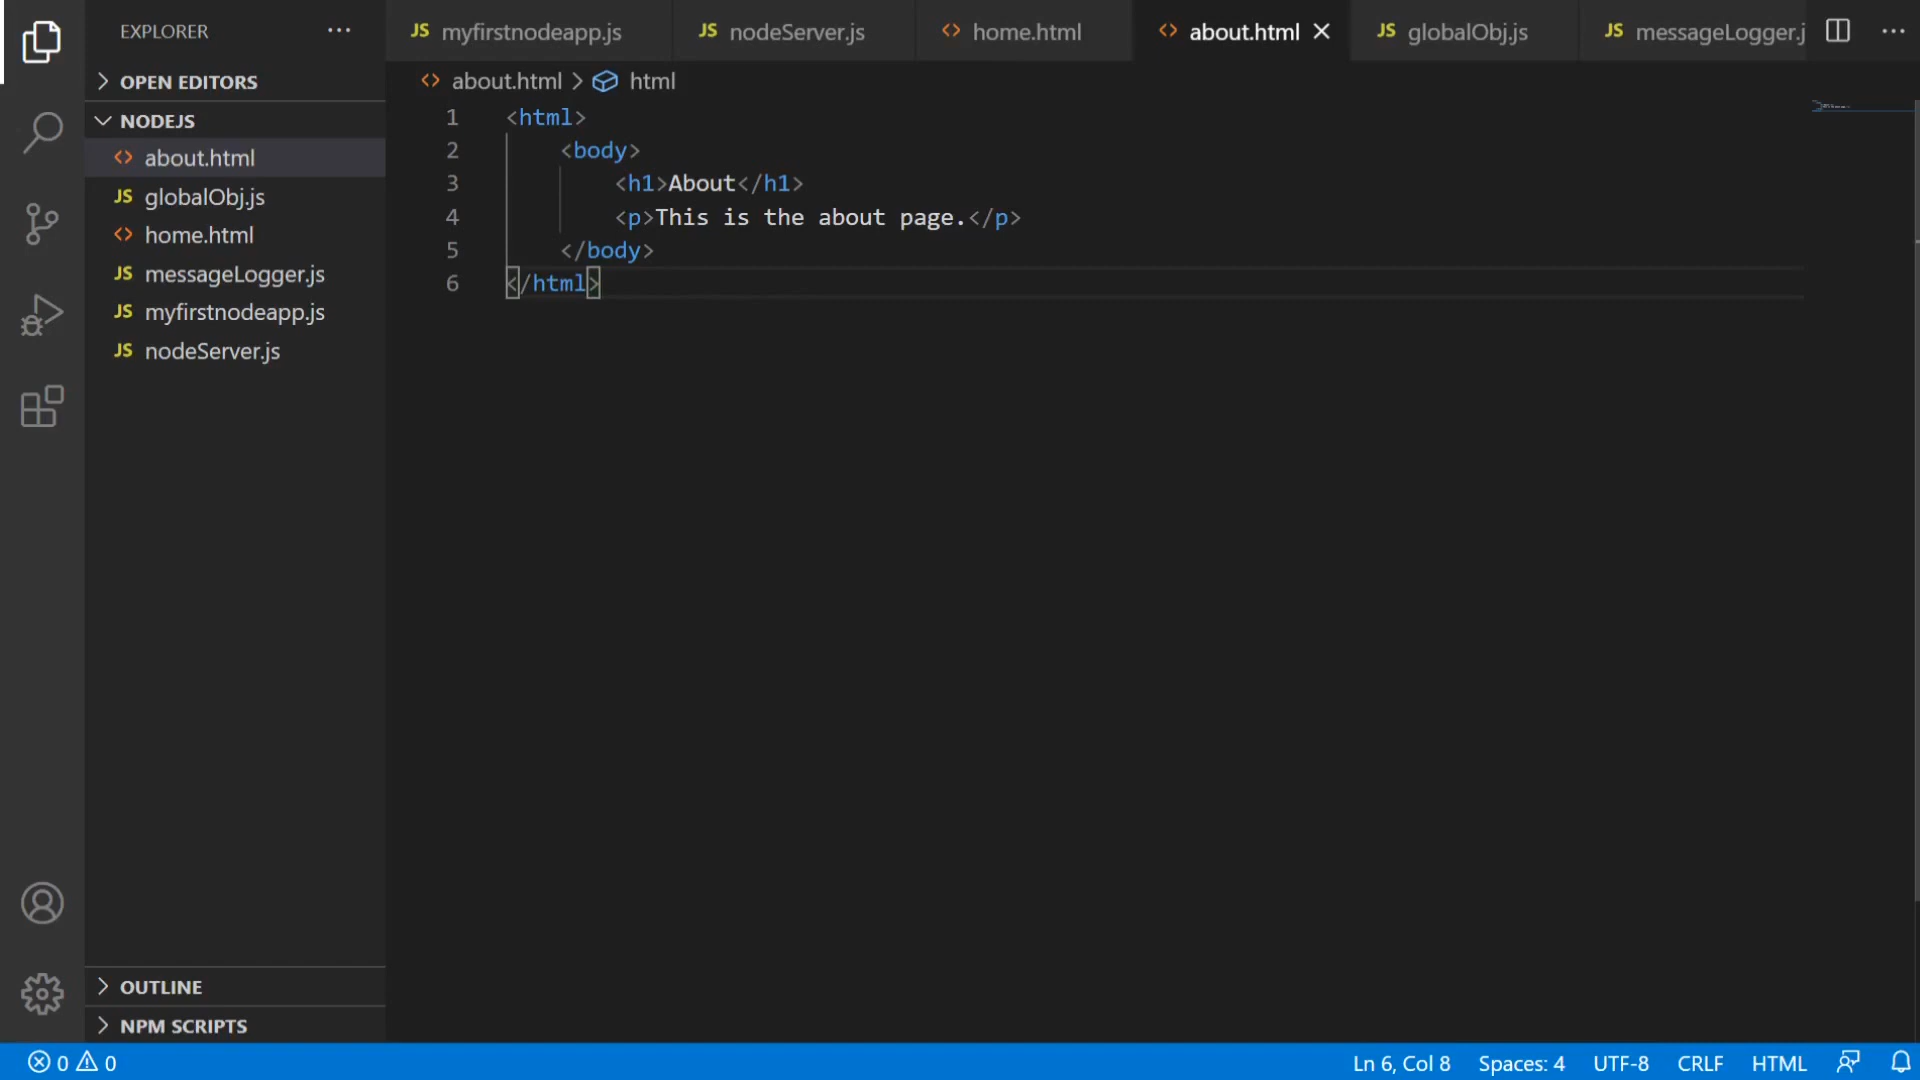 EXPLORER
OPEN EDITORS
NODEJS
about.html
JS globalObj.js
home.html
JS messageLogger.js
JS myfirstnodeapp.js
JS nodeServer.js
OUTLINE
NPM SCRIPTS
JS myfirstnodeapp.js JS nodeServer.js <> home.html <> about.html JS globalObj.js JS messageLogger.j
<> about.html > html
1 <html>
2 <body>
3 <h1>About</h1>
4 <p>This is the about page.</p>
5 </body>
6 </html>
0 0 Ln 6, Col 8 Spaces: 4 UTF-8 CRLF HTML